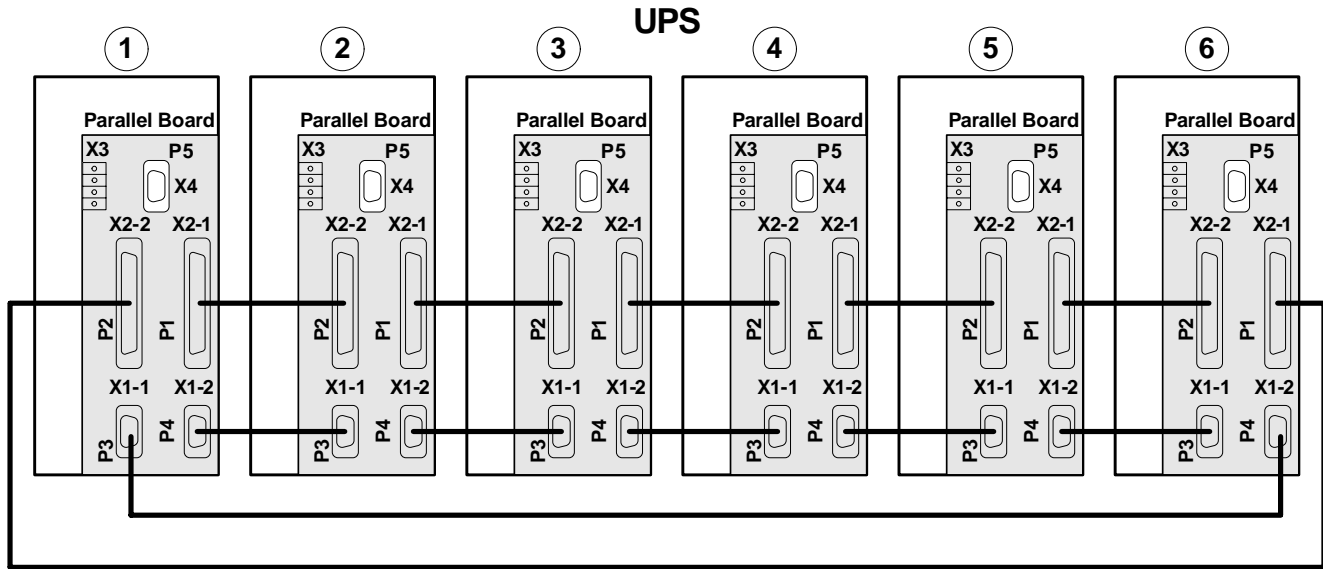 UPS
1 2 3 4 5 6
Parallel Board Parallel Board Parallel Board Parallel Board Parallel Board Parallel Board
X3 P5 X3 P5 X3 P5 X3 P5 X3 P5 X3 P5
X4 X4 X4 X4 X4 X4
X2-2 X2-1 X2-2 X2-1 X2-2 X2-1 X2-2 X2-1 X2-2 X2-1 X2-2 X2-1
P2 P1 P2 P1 P2 P1 P2 P1 P2 P1 P2 P1
X1-1 X1-2 X1-1 X1-2 X1-1 X1-2 X1-1 X1-2 X1-1 X1-2 X1-1 X1-2
P3 P4 P3 P4 P3 P4 P3 P4 P3 P4 P3 P4